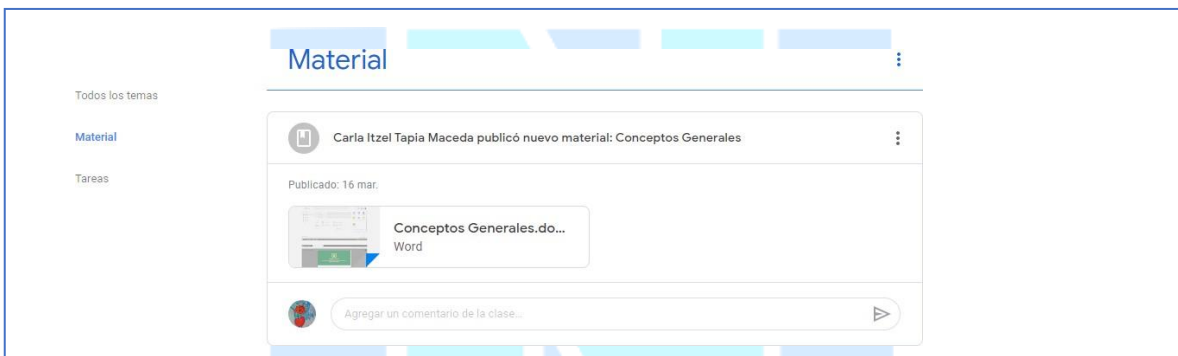 Material
Todos los temas
Material
Tareas
Carla Itzel Tapia Maceda publicó nuevo material: Conceptos Generales
Publicado: 16 mar.
Conceptos Generales.do...
Word
Agregar un comentario de la clase...